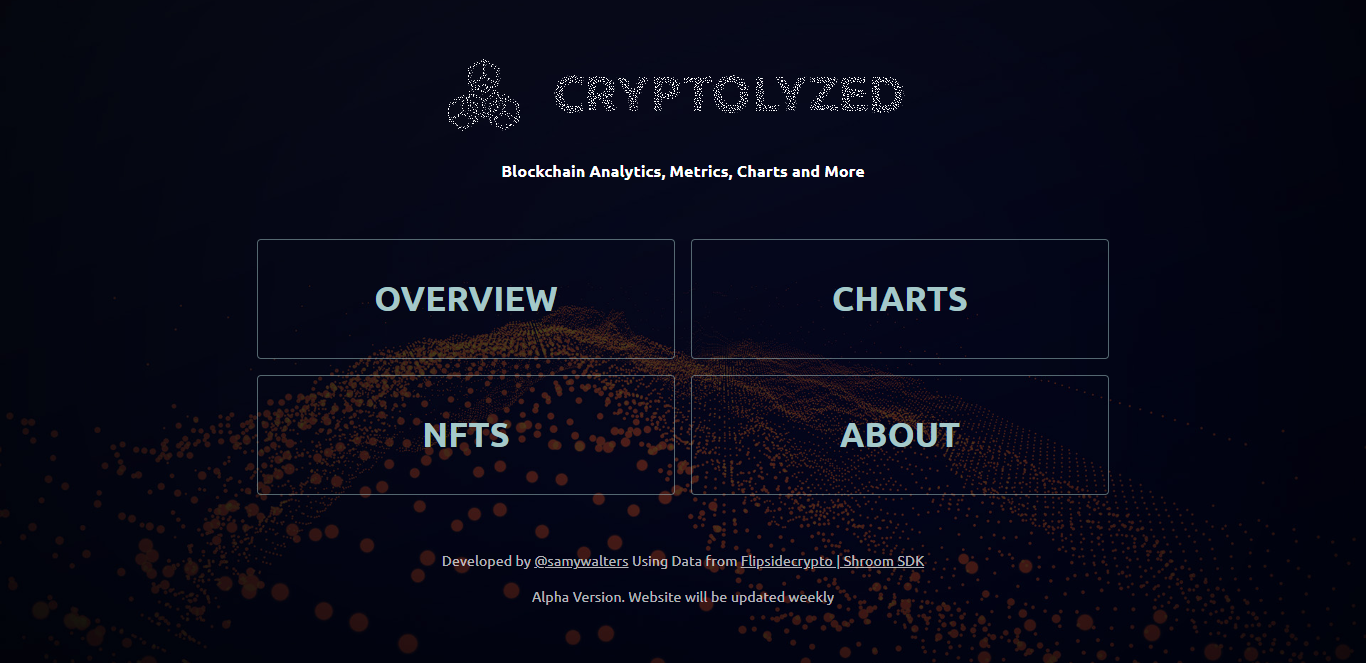 CRYPTOLYZED
Blockchain Analytics, Metrics, Charts and More
OVERVIEW
CHARTS
NFTS
ABOUT
Developed by @samywalters Using Data from Flipsidecrypto | Shroom SDK
Alpha Version. Website will be updated weekly